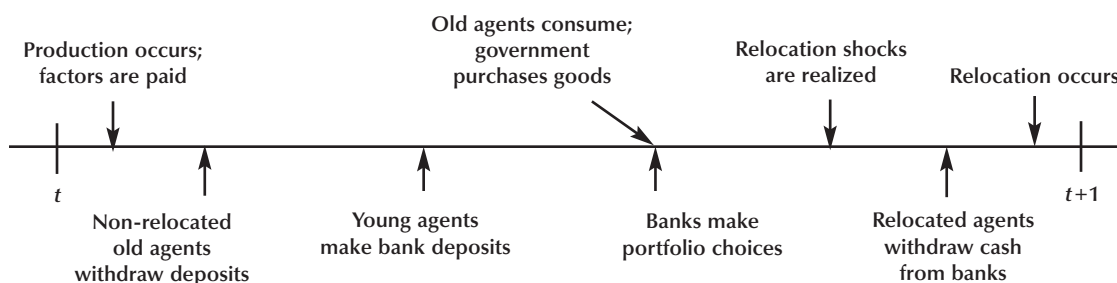 Production occurs;
factors are paid
Old agents consume;
government
purchases goods
Relocation shocks
are realized
Relocation occurs
t
t+1
Non-relocated
old agents
withdraw deposits
Young agents
make bank deposits
Banks make
portfolio choices
Relocated agents
withdraw cash
from banks